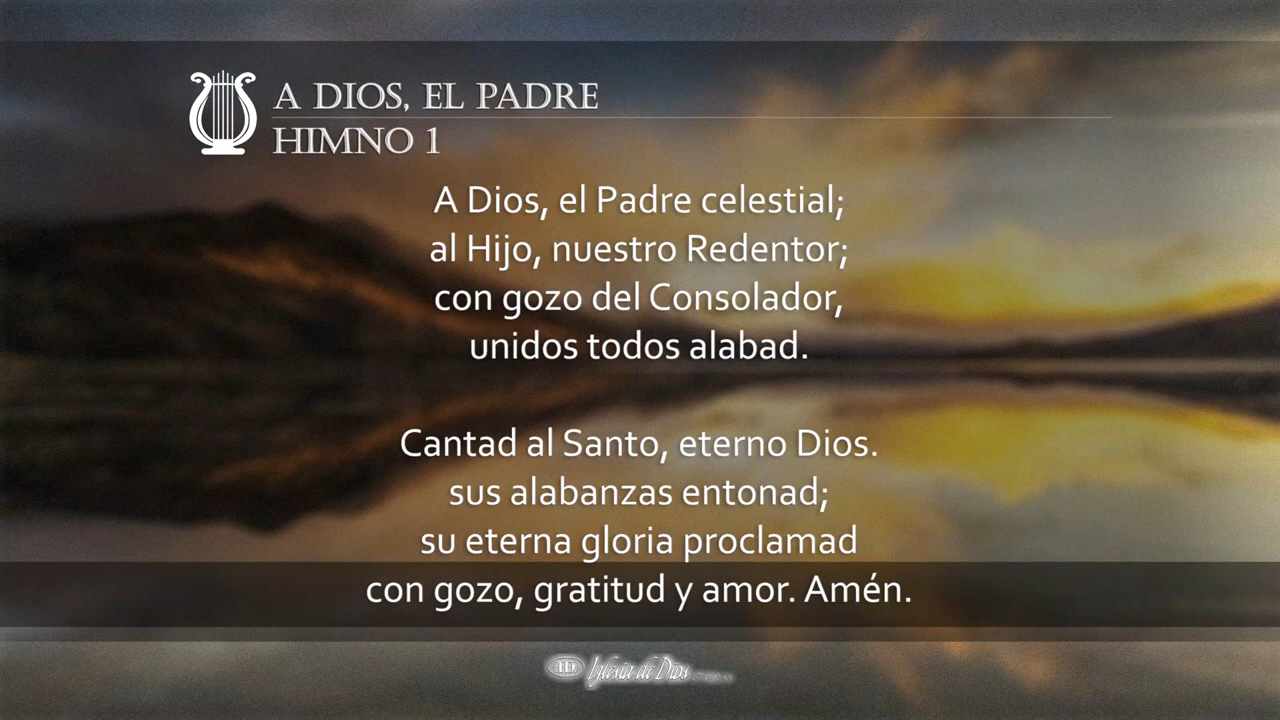 A DIOS, EL PADRE
HIMNO 1
A Dios, el Padre celestial;
al Hijo, nuestro Redentor;
con gozo del Consolador,
unidos todos alabad.
Cantad al Santo, eterno Dios.
sus alabanzas entonad;
su eterna gloria proclamad
con gozo, gratitud y amor. Amén.
ID Iglesia de Dios